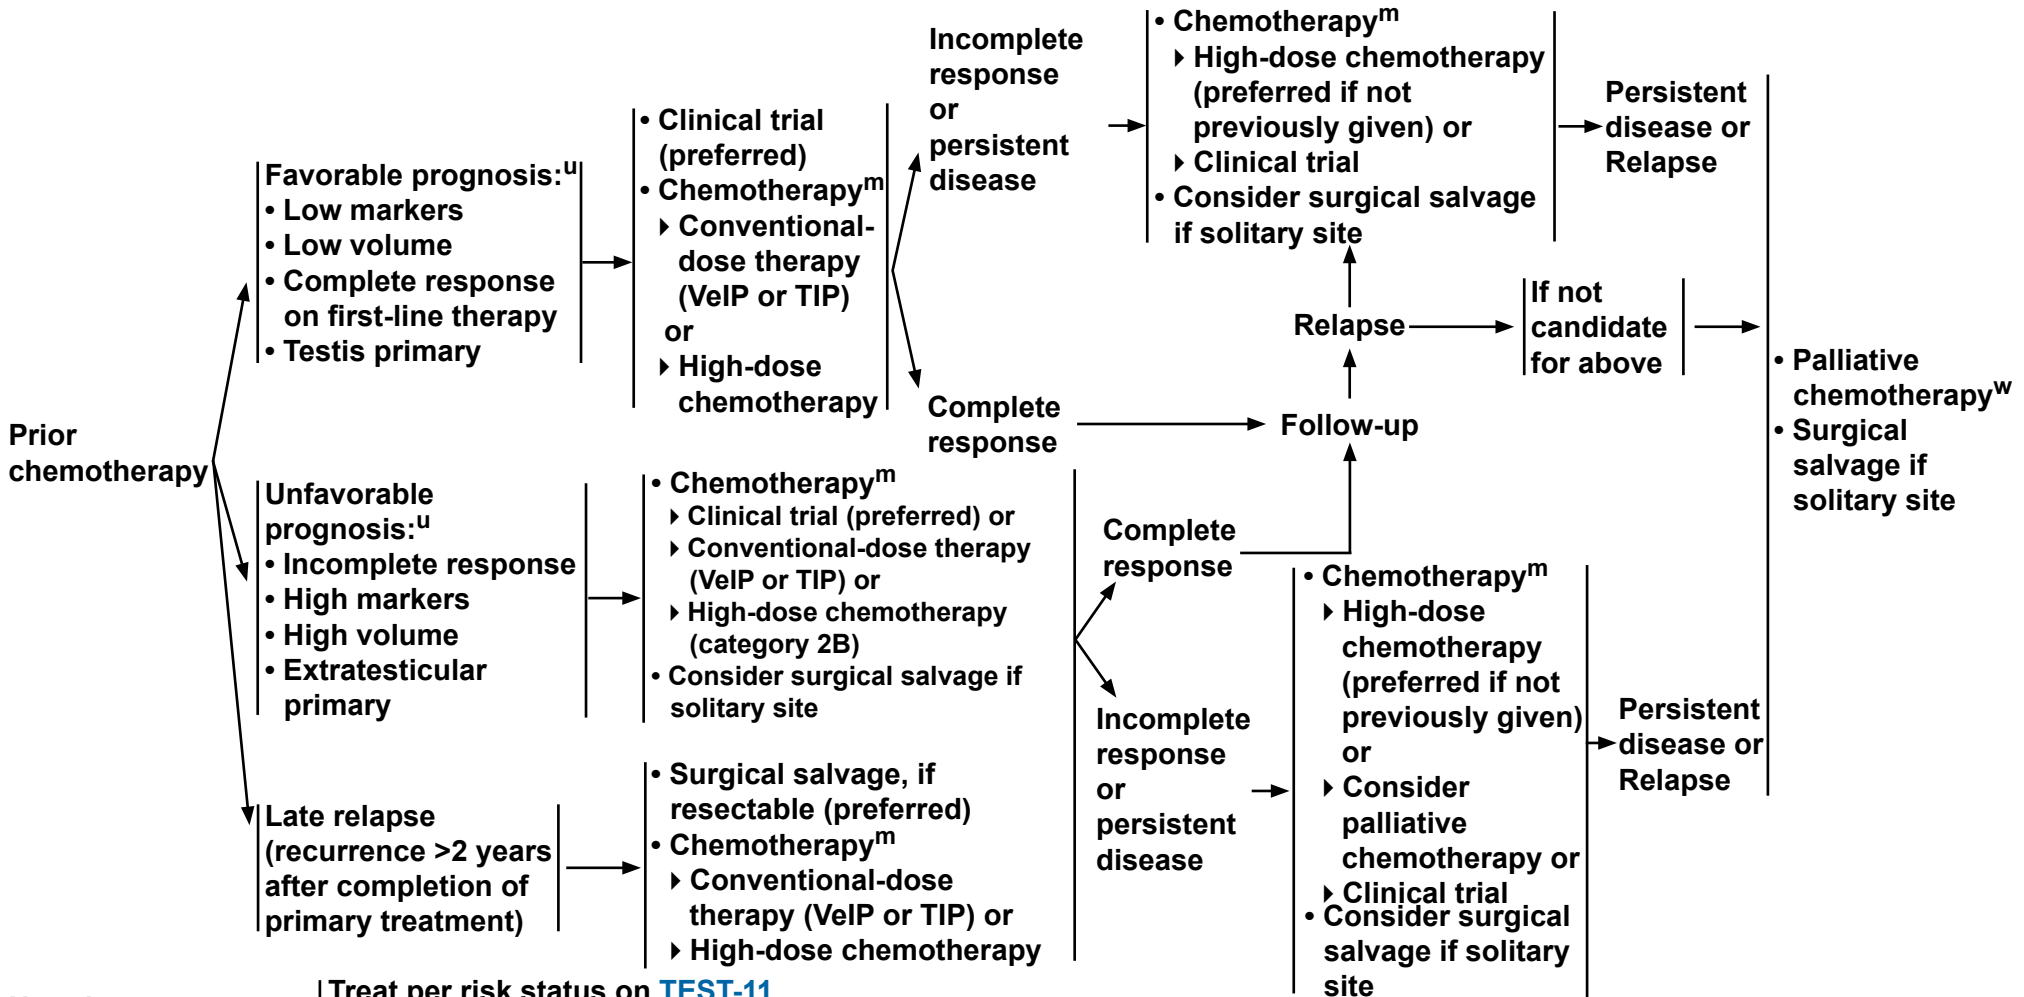 Prior
chemotherapy
Favorable prognosis:u
• Low markers
• Low volume
• Complete response
on first-line therapy
• Testis primary
• Clinical trial
(preferred)
• Chemotherapym
‣ Conventional-
dose therapy
(VeIP or TIP)
or
‣ High-dose
chemotherapy
Incomplete
response
or
persistent
disease
• Chemotherapym
‣ High-dose chemotherapy
(preferred if not
previously given) or
‣ Clinical trial
• Consider surgical salvage
if solitary site
Persistent
disease or
Relapse
Complete
response
Follow-up
Relapse
If not
candidate
for above
• Palliative
chemotherapyw
• Surgical
salvage if
solitary site
Unfavorable
prognosis:u
• Incomplete response
• High markers
• High volume
• Extratesticular
primary
• Chemotherapym
‣ Clinical trial (preferred) or
‣ Conventional-dose therapy
(VeIP or TIP) or
‣ High-dose chemotherapy
(category 2B)
• Consider surgical salvage if
solitary site
Complete
response
Incomplete
response
or
persistent
disease
• Chemotherapym
‣ High-dose
chemotherapy
(preferred if not
previously given)
or
‣ Consider
palliative
chemotherapy or
‣ Clinical trial
• Consider surgical
salvage if solitary
site
Persistent
disease or
Relapse
Late relapse
(recurrence >2 years
after completion of
primary treatment)
• Surgical salvage, if
resectable (preferred)
• Chemotherapym
‣ Conventional-dose
therapy (VeIP or TIP) or
‣ High-dose chemotherapy
Treat per risk status on TEST-11